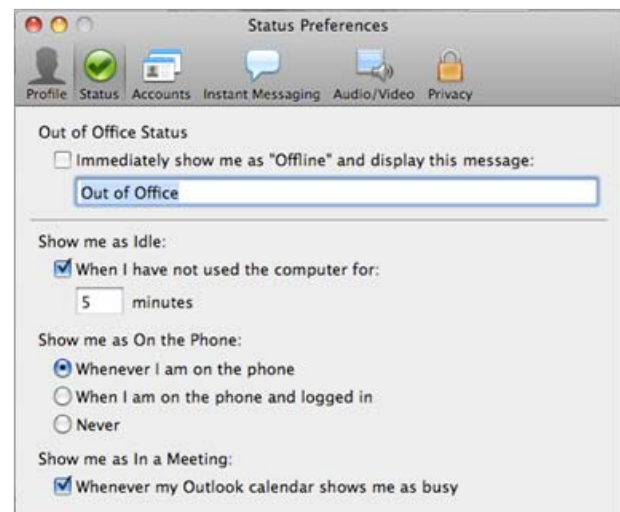 Status Preferences
Profile Status Accounts Instant Messaging Audio/Video Privacy
Out of Office Status
Immediately show me as "Offline" and display this message:
Out of Office
Show me as Idle:
When I have not used the computer for:
5 minutes
Show me as On the Phone:
Whenever I am on the phone
When I am on the phone and logged in
Never
Show me as In a Meeting:
Whenever my Outlook calendar shows me as busy